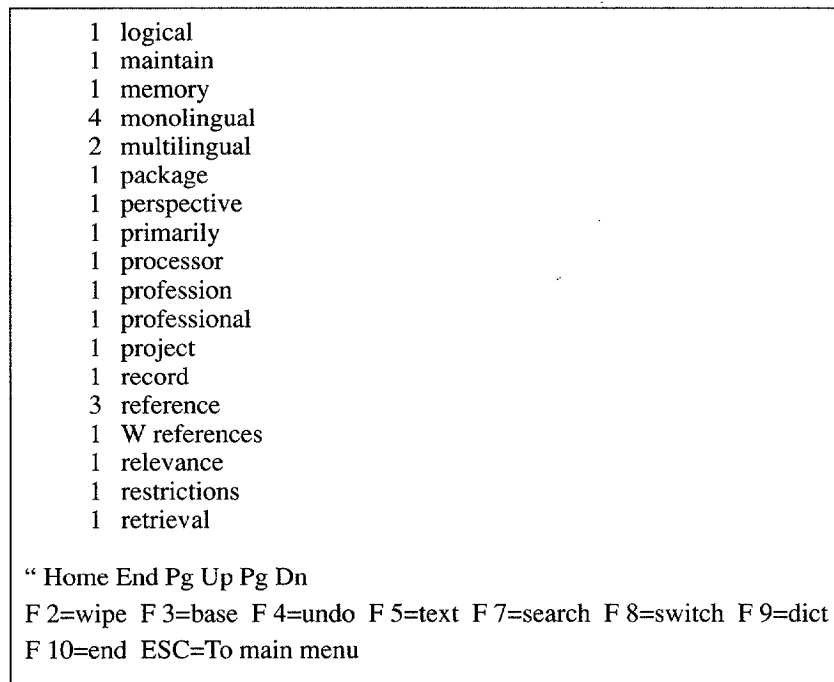 1 logical
1 maintain
1 memory
4 monolingual
2 multilingual
1 package
1 perspective
1 primarily
1 processor
1 profession
1 professional
1 project
1 record
3 reference
1 W references
1 relevance
1 restrictions
1 retrieval
“ Home End Pg Up Pg Dn
F 2=wipe F 3=base F 4=undo F 5=text F 7=search F 8=switch F 9=dict
F 10=end ESC=To main menu